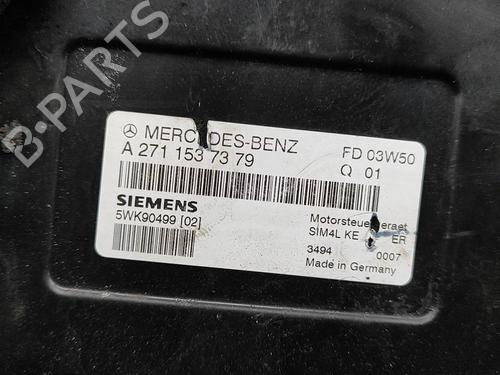 B-PARTS
MERCEDES-BENZ FD 03W50
A 271 153 73 79 Q 01
SIEMENS
5WK90499 [02] Motorsteuergeraet
SIM4L KE ER
3494 0007
Made in Germany